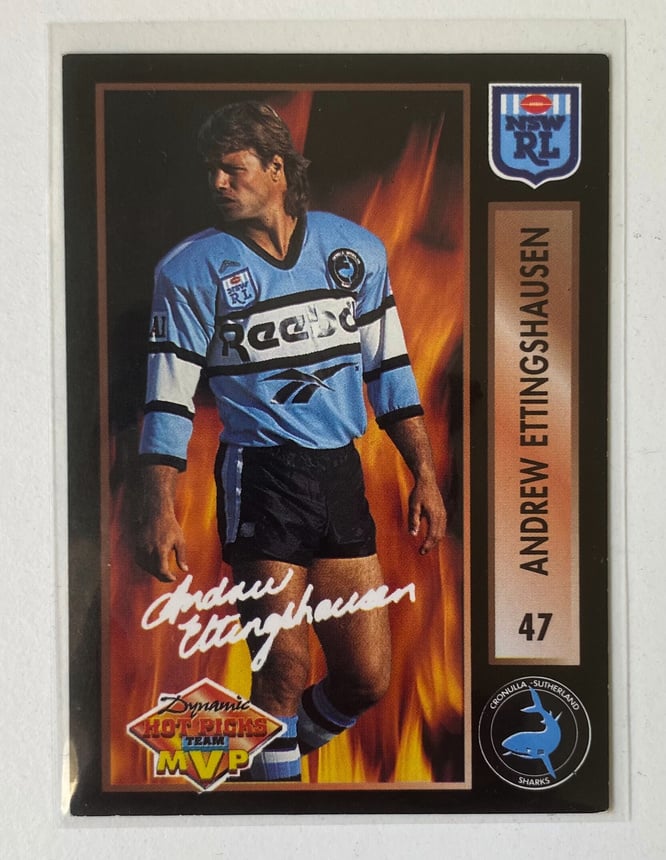 NSW
RL
ANDREW ETTINGSHAUSEN
47
NSW
RL
Reebok
Andrew
Ettingshausen
Dynamic
HOT PICKS
TEAM
MVP
CRONULLA-SUTHERLAND
SHARKS